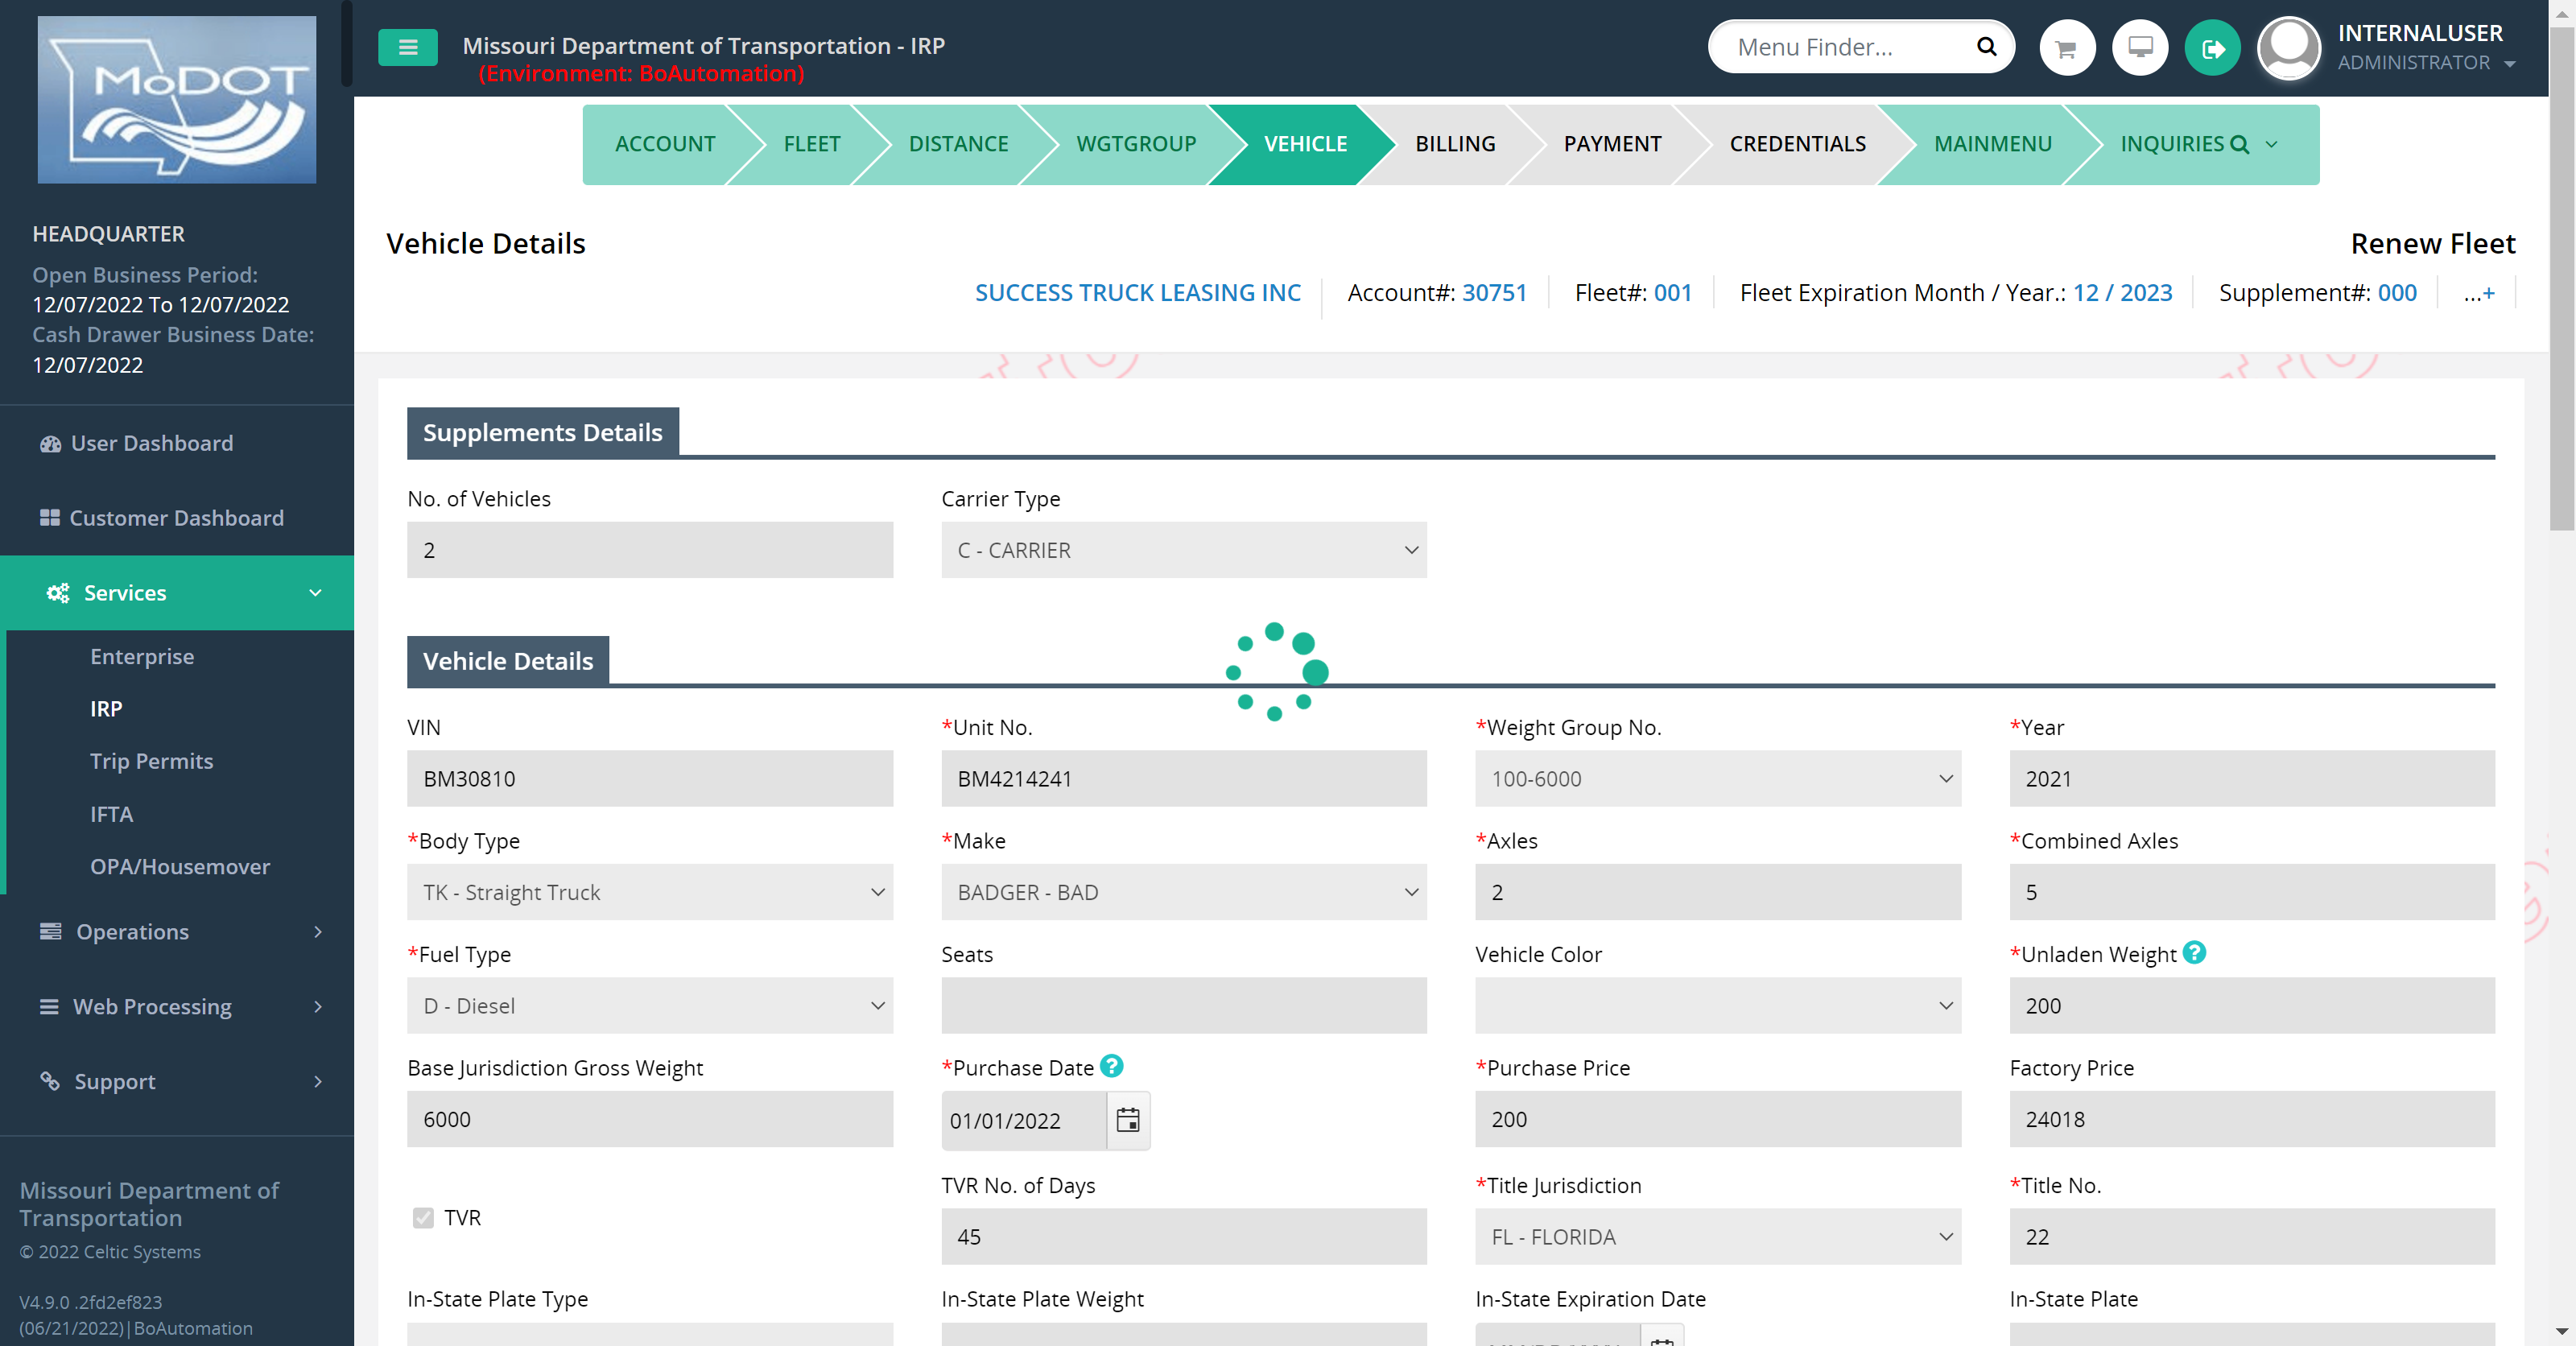 MoDOT
Missouri Department of Transportation - IRP
(Environment: BoAutomation)
Menu Finder...
INTERNALUSER
ADMINISTRATOR
ACCOUNT
FLEET
DISTANCE
WGTGROUP
VEHICLE
BILLING
PAYMENT
CREDENTIALS
MAINMENU
INQUIRIES
HEADQUARTER
Open Business Period:
12/07/2022 To 12/07/2022
Cash Drawer Business Date:
12/07/2022
User Dashboard
Customer Dashboard
Services
Enterprise
IRP
Trip Permits
IFTA
OPA/Housemover
Operations
Web Processing
Support
Missouri Department of
Transportation
© 2022 Celtic Systems
V4.9.0 .2fd2ef823
(06/21/2022)|BoAutomation
Vehicle Details
Renew Fleet
SUCCESS TRUCK LEASING INC
Account#: 30751
Fleet#: 001
Fleet Expiration Month / Year.: 12 / 2023
Supplement#: 000
...+
Supplements Details
No. of Vehicles
Carrier Type
2
C - CARRIER
Vehicle Details
VIN
*Unit No.
*Weight Group No.
*Year
BM30810
BM4214241
100-6000
2021
*Body Type
*Make
*Axles
*Combined Axles
TK - Straight Truck
BADGER - BAD
2
5
*Fuel Type
Seats
Vehicle Color
*Unladen Weight ?
D - Diesel
200
Base Jurisdiction Gross Weight
*Purchase Date ?
*Purchase Price
Factory Price
6000
01/01/2022
200
24018
TVR
TVR No. of Days
*Title Jurisdiction
*Title No.
45
FL - FLORIDA
22
In-State Plate Type
In-State Plate Weight
In-State Expiration Date
In-State Plate